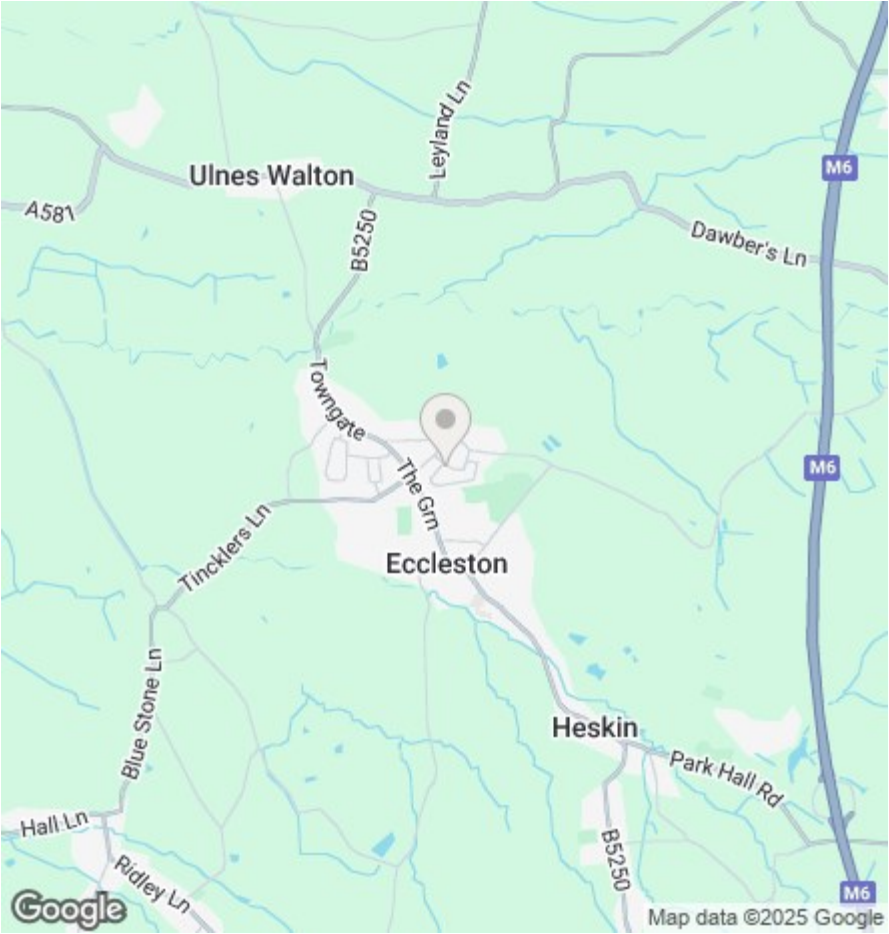 Leyland Ln
M6
Ulnes Walton
A581
B5250
Dawber's Ln
Towngate
M6
The Grn
Tincklers Ln
Eccleston
Blue Stone Ln
Heskin
Park Hall Rd
Hall Ln
B5250
Ridley Ln
M6
Google
Map data ©2025 Google